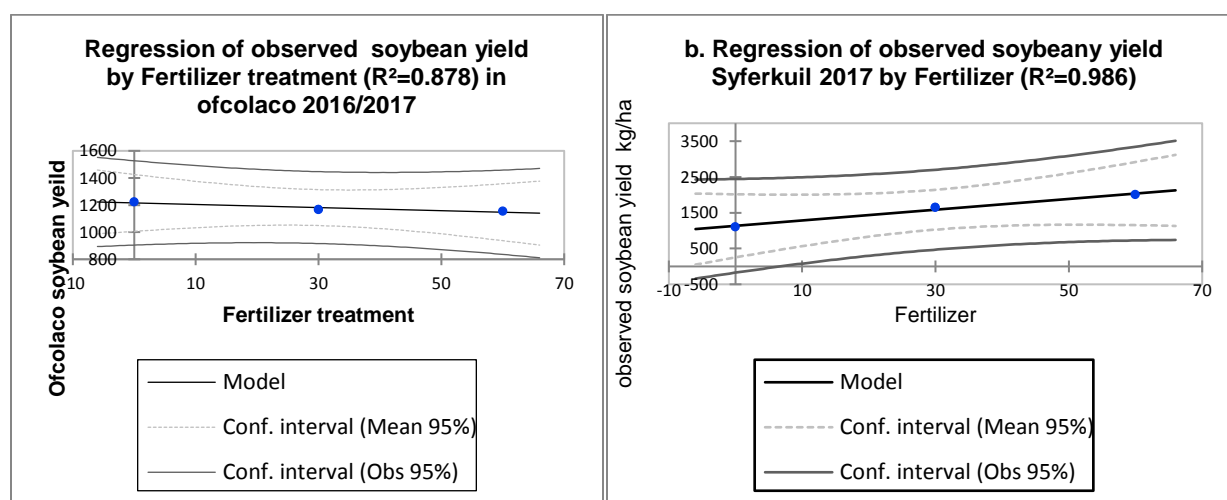 Regression of observed  soybean yield
by Fertilizer treatment (R²=0.878) in
ofcolaco 2016/2017
Ofcolaco soybean yeild
1600
1400
1200
1000
800
-10
10
30
50
70
Fertilizer treatment
Model
Conf. interval (Mean 95%)
Conf. interval (Obs 95%)
b. Regression of observed soybeany yield
Syferkuil 2017 by Fertilizer (R²=0.986)
observed soybean yield  kg/ha
3500
2500
1500
500
-500
-10
10
30
50
70
Fertilizer
Model
Conf. interval (Mean 95%)
Conf. interval (Obs 95%)